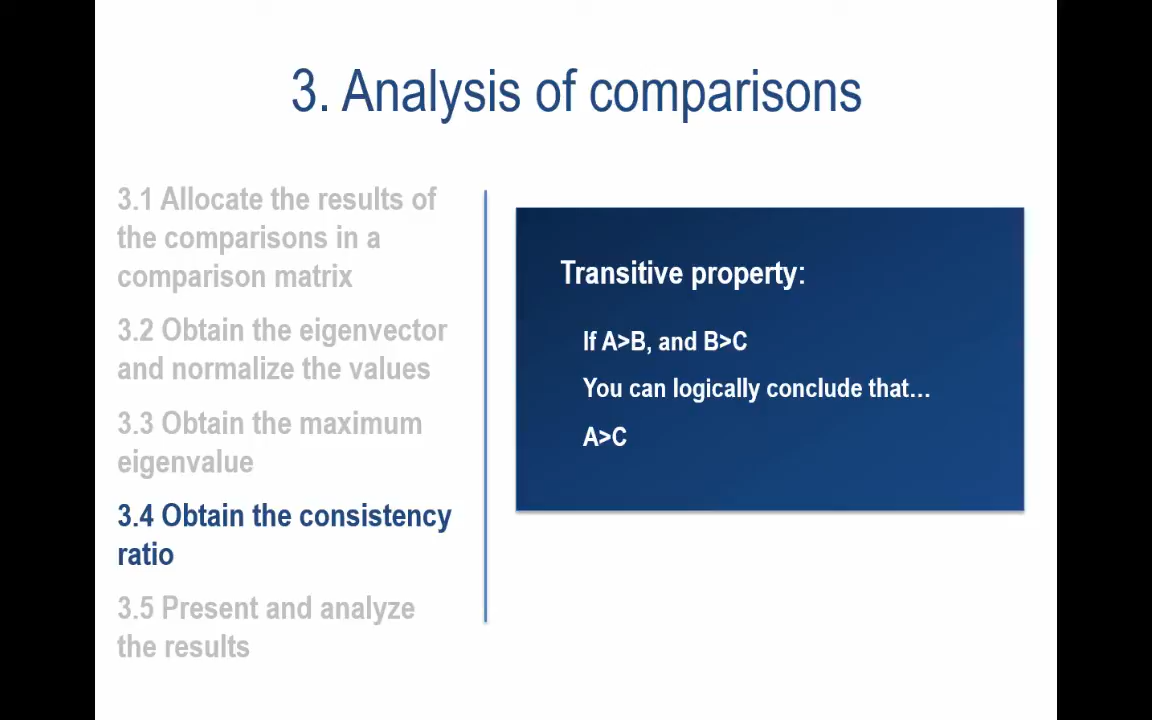 3. Analysis of comparisons
3.1 Allocate the results of
the comparisons in a
comparison matrix
3.2 Obtain the eigenvector
and normalize the values
3.3 Obtain the maximum
eigenvalue
3.4 Obtain the consistency
ratio
3.5 Present and analyze
the results
Transitive property:
If A>B, and B>C
You can logically conclude that...
A>C